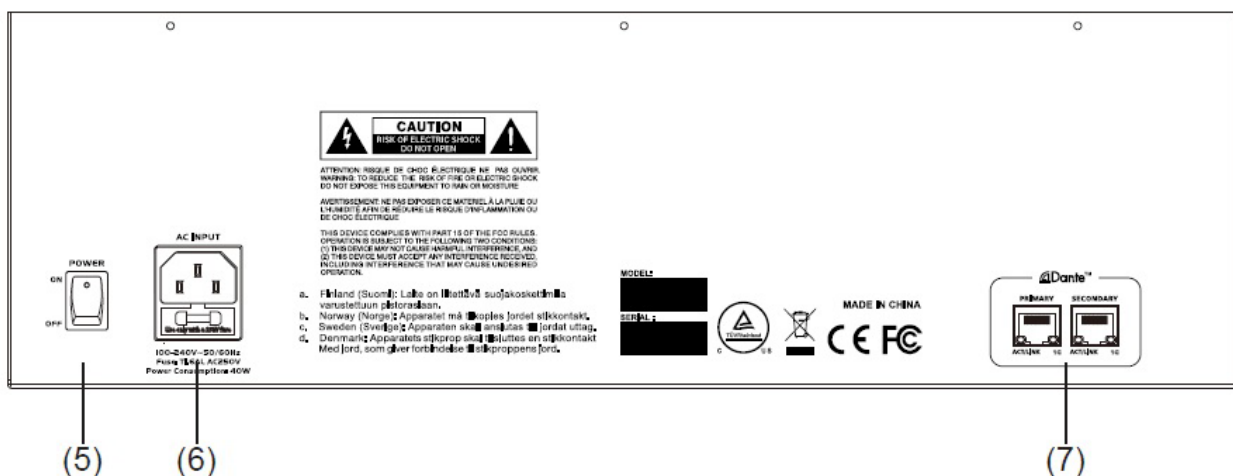 CAUTION
RISK OF ELECTRIC SHOCK
DO NOT OPEN
ATTENTION: RISQUE DE CHOC ÉLECTRIQUE NE PAS OUVRIR.
WARNING: TO REDUCE THE RISK OF FIRE OR ELECTRIC SHOCK
DO NOT EXPOSE THIS EQUIPMENT TO RAIN OR MOISTURE
AVERTISSEMENT: NE PAS EXPOSER CE MATERIEL À LA PLUIE OU
L'HUMIDITÉ AFIN DE RÉDUIRE LE RISQUE D'INFLAMMATION OU
DE CHOC ÉLECTRIQUE
THIS DEVICE COMPLIES WITH PART 15 OF THE FCC RULES.
OPERATION IS SUBJECT TO THE FOLLOWING TWO CONDITIONS:
(1) THIS DEVICE MAY NOT CAUSE HARMFUL INTERFERENCE, AND
(2) THIS DEVICE MUST ACCEPT ANY INTERFERENCE RECEIVED,
INCLUDING INTERFERENCE THAT MAY CAUSE UNDESIRED
OPERATION.
a. Finland (Suomi): Laite on liitettävä suojakoskettimilla
varustettuun pistorasiaan.
b. Norway (Norge): Apparatet må tilkoples jordet stikkontakt.
c. Sweden (Sverige): Apparaten skall anslutas till jordat uttag.
d. Denmark: Apparatets stikprop skal tilsluttes en stikkontakt
Med jord, som giver forbindelse til stikproppens jord.
POWER
ON
OFF
AC INPUT
100-240V~50/60Hz
Fuse: T1.6AL AC250V
Power Consumption: 40W
MODEL:
SERIAL :
TÜVRheinland
C US
MADE IN CHINA
CE FC
Dante™
PRIMARY SECONDARY
ACT/LINK 1G ACT/LINK 1G
(5) (6) (7)